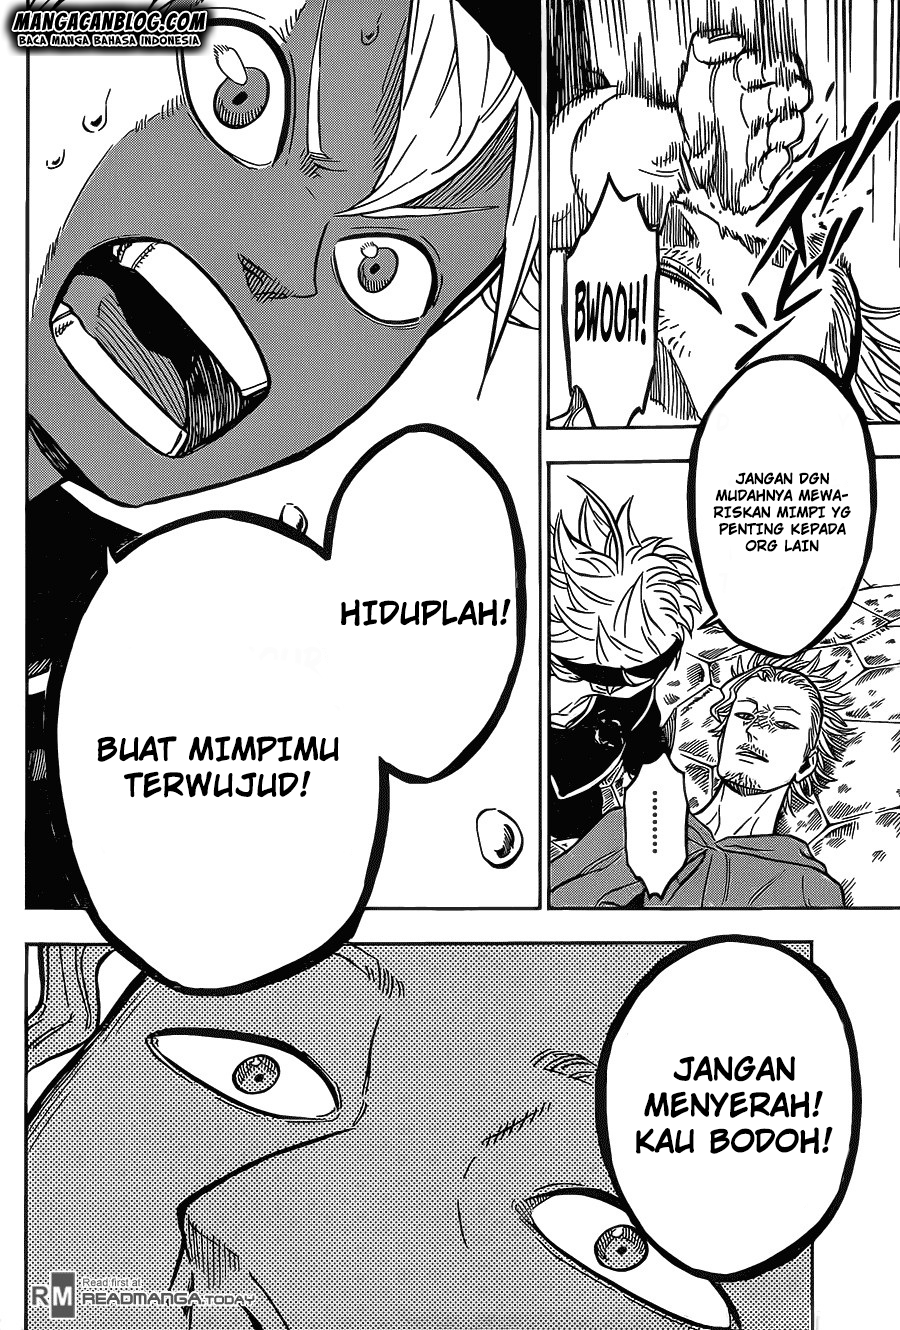 MANGACANBLOG.COM
BACA MANGA BAHASA INDONESIA
BWOOH!
JANGAN DGN
MUDAHNYA MEWA-
RISKAN MIMPI YG
PENTING KEPADA
ORG LAIN
.........
HIDUPLAH!
BUAT MIMPIMU
TERWUJUD!
JANGAN
MENYERAH!
KAU BODOH!
RM Read first at
READMANGA.TODAY